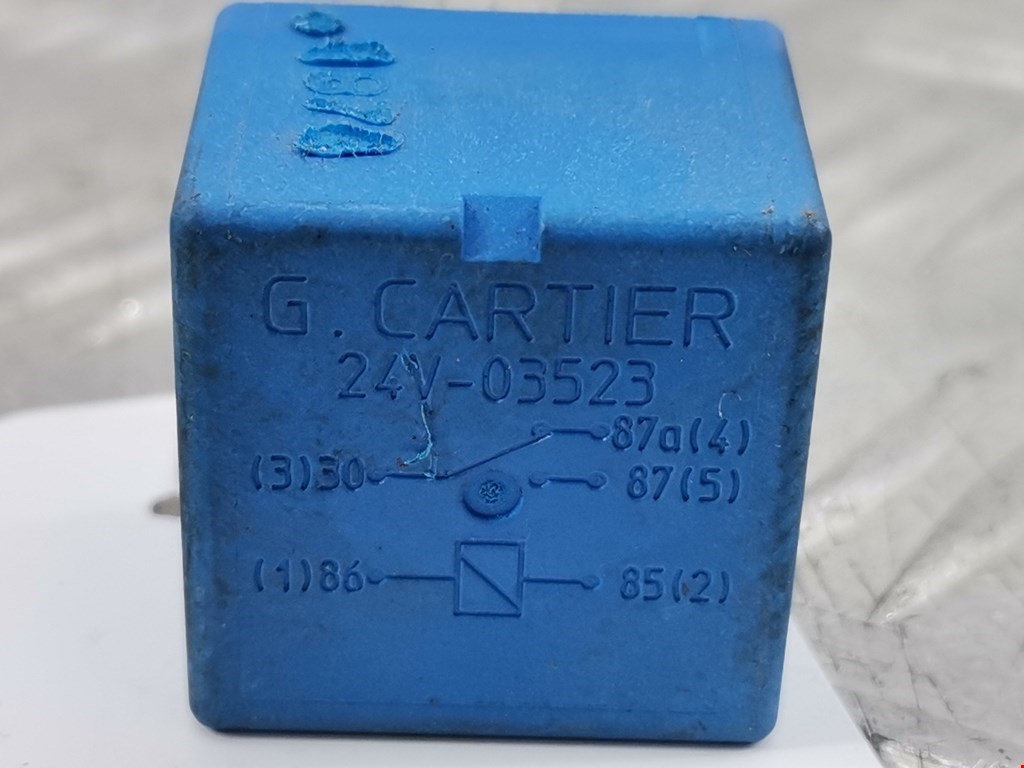 G. CARTIER
24V-03523
87a(4)
(3)30 87(5)
(1)86 85(2)